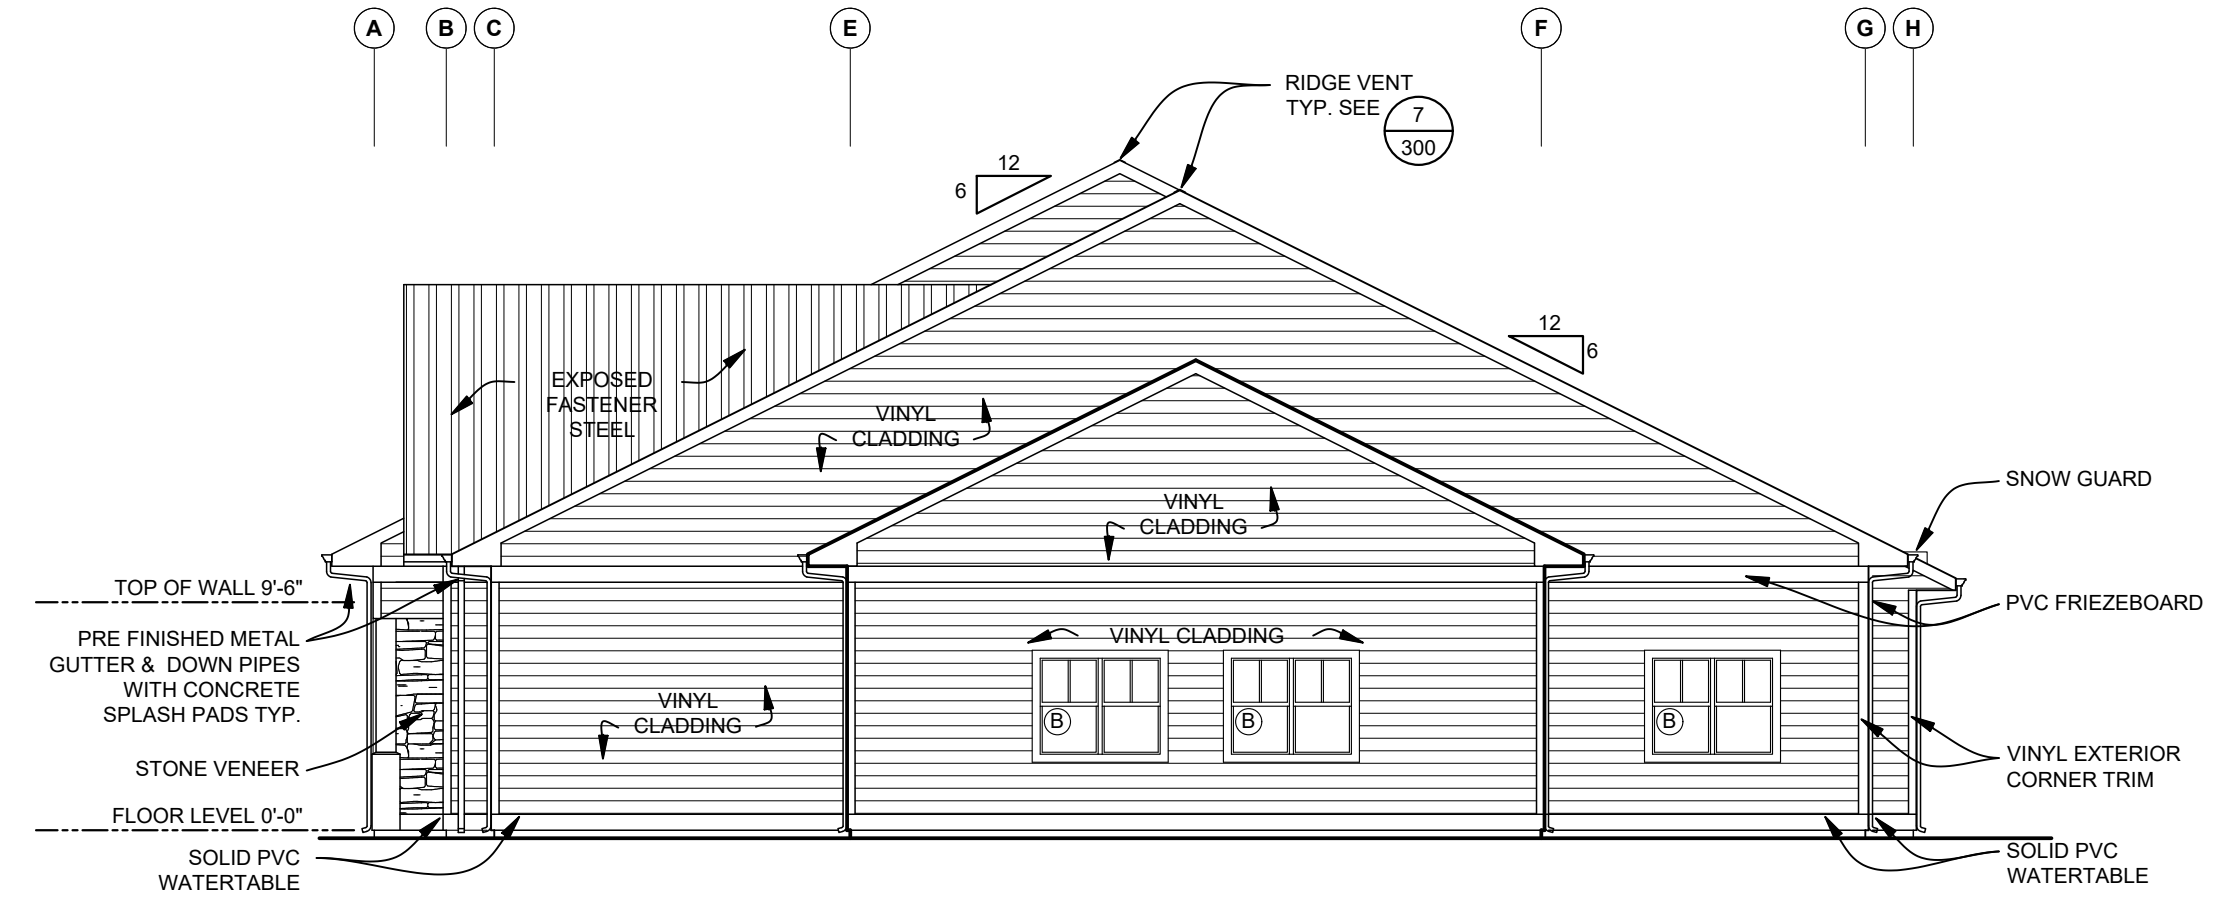 A B C E F G H
RIDGE VENT
TYP. SEE
7
300
12
6
12
6
EXPOSED
FASTENER
STEEL
VINYL
CLADDING
VINYL
CLADDING
SNOW GUARD
TOP OF WALL 9'-6"
PVC FRIEZEBOARD
PRE FINISHED METAL
GUTTER & DOWN PIPES
WITH CONCRETE
SPLASH PADS TYP.
VINYL CLADDING
VINYL
CLADDING
B
B
B
STONE VENEER
VINYL EXTERIOR
CORNER TRIM
FLOOR LEVEL 0'-0"
SOLID PVC
WATERTABLE
SOLID PVC
WATERTABLE